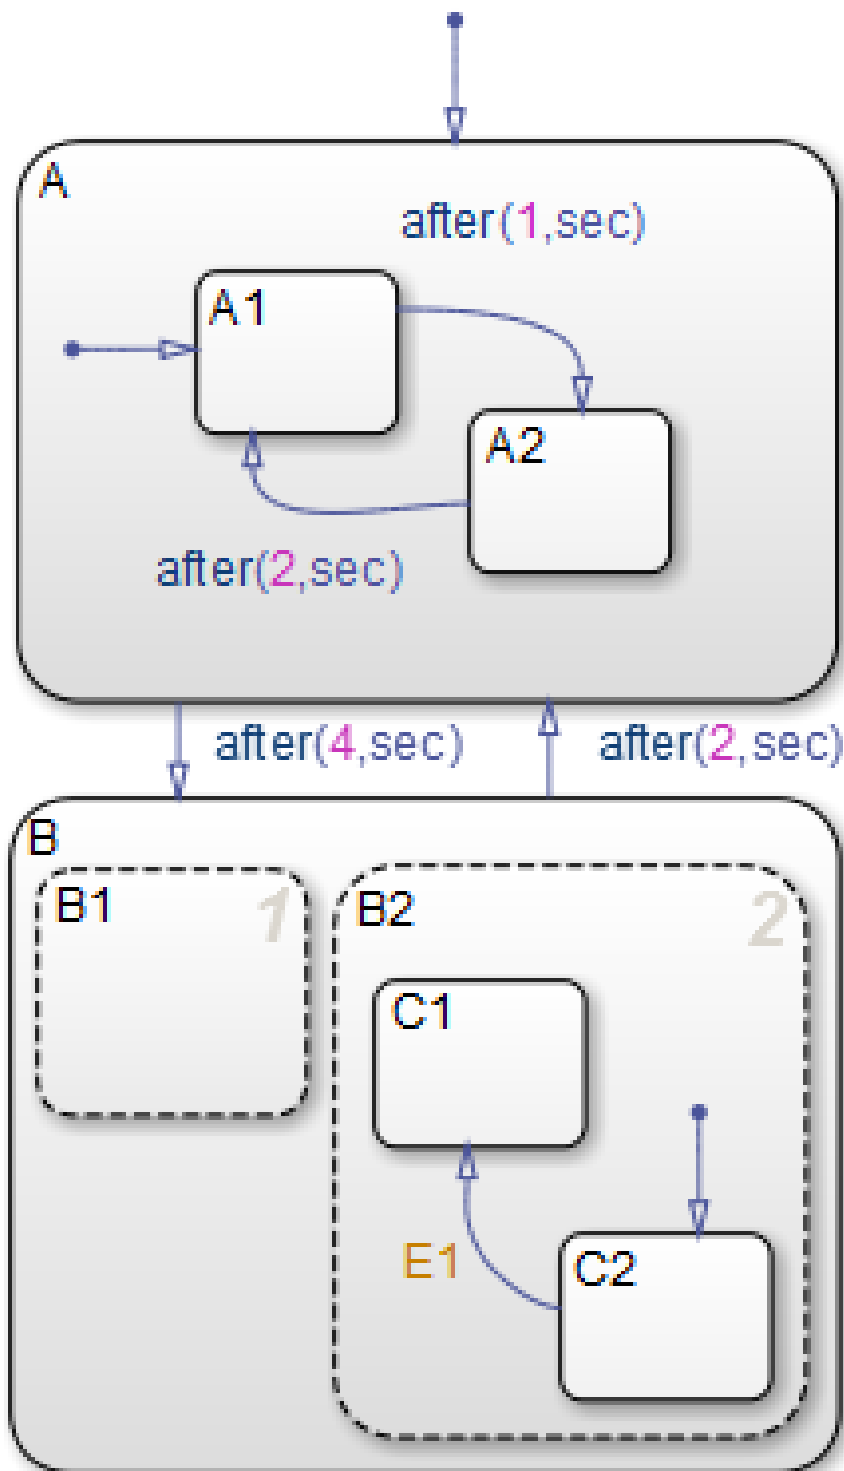 A
after(1,sec)
A1
A2
after(2,sec)
after(4,sec)
after(2,sec)
B
B1
1
B2
2
C1
E1
C2